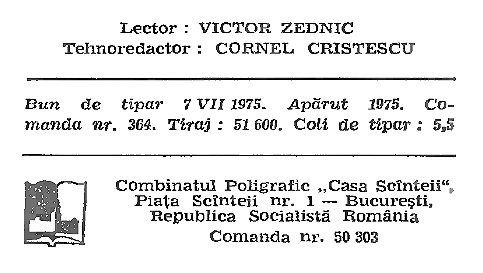 Lector : VICTOR ZEDNIC
Tehnoredactor : CORNEL CRISTESCU
Bun de tipar 7 VII 1975. Apărut 1975. Co-
manda nr. 364. Tiraj : 51 600. Coli de tipar : 5,5
Combinatul Poligrafic „Casa Scînteii“,
Piața Scînteii nr. 1 — București,
Republica Socialistă România
Comanda nr. 50 303